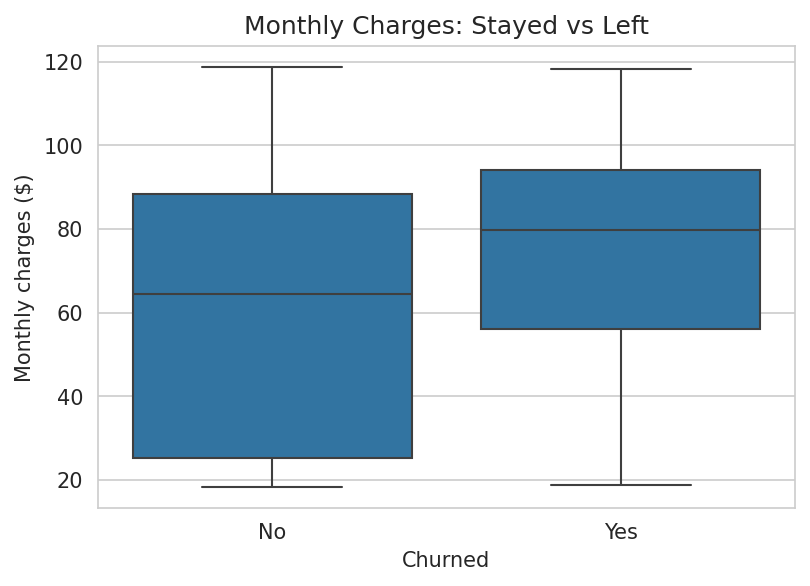 Monthly Charges: Stayed vs Left
Monthly charges ($)
120
100
80
60
40
20
No Yes
Churned